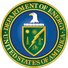 DEPARTMENT OF ENERGY
UNITED STATES OF AMERICA